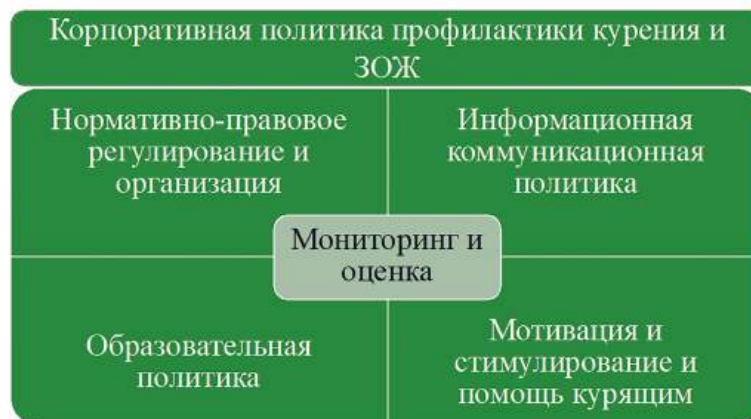 Корпоративная политика профилактики курения и
ЗОЖ
Нормативно-правовое
регулирование и
организация
Информационная
коммуникационная
политика
Мониторинг и
оценка
Образовательная
политика
Мотивация и
стимулирование и
помощь курящим